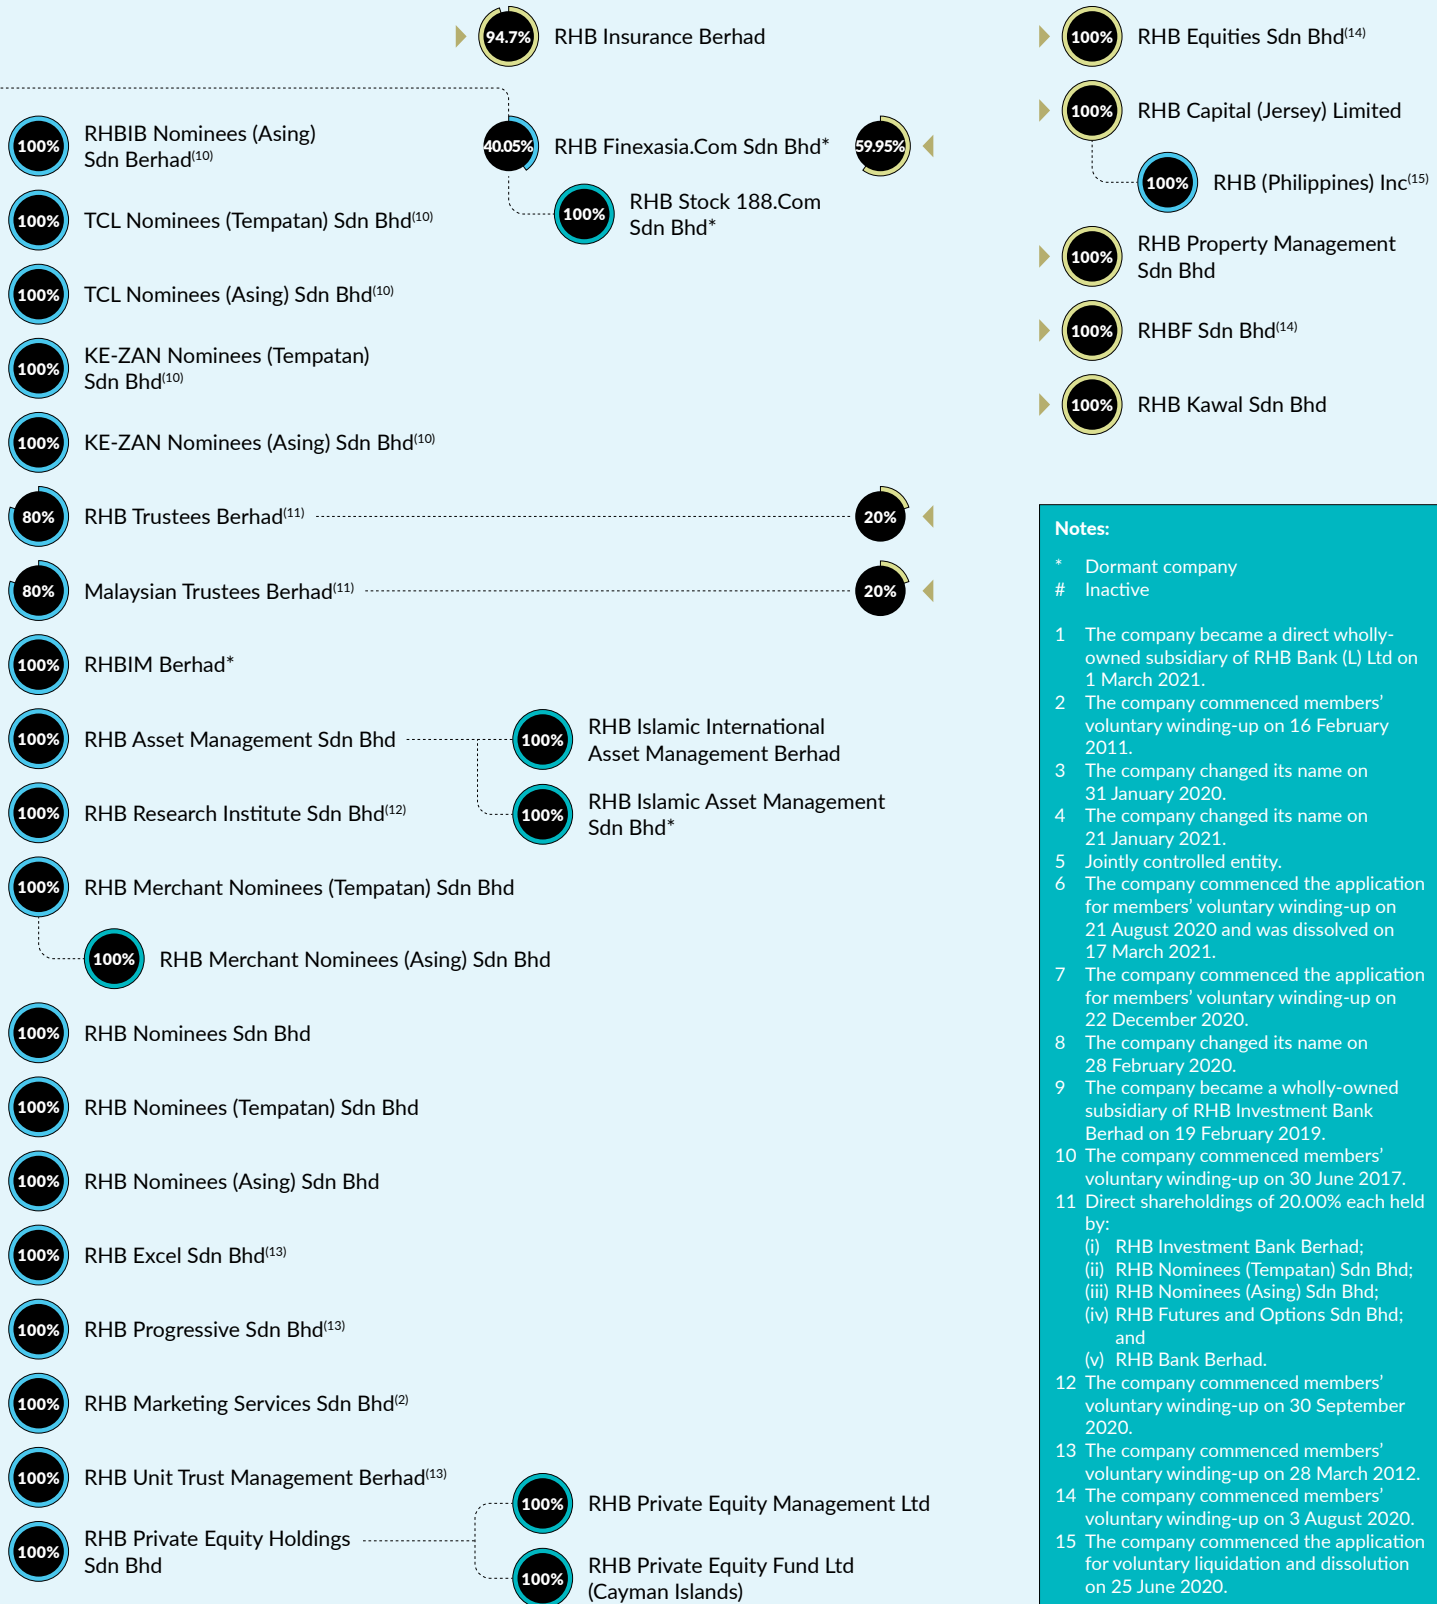 100%
RHBIB Nominees (Asing)
Sdn Berhad(10)
100%
TCL Nominees (Tempatan) Sdn Bhd(10)
100%
TCL Nominees (Asing) Sdn Bhd(10)
100%
KE-ZAN Nominees (Tempatan)
Sdn Bhd(10)
100%
KE-ZAN Nominees (Asing) Sdn Bhd(10)
80%
RHB Trustees Berhad(11)
20%
80%
Malaysian Trustees Berhad(11)
20%
100%
RHBIM Berhad*
100%
RHB Asset Management Sdn Bhd
100%
RHB Islamic International
Asset Management Berhad
100%
RHB Islamic Asset Management
Sdn Bhd*
100%
RHB Research Institute Sdn Bhd(12)
100%
RHB Merchant Nominees (Tempatan) Sdn Bhd
100%
RHB Merchant Nominees (Asing) Sdn Bhd
100%
RHB Nominees Sdn Bhd
100%
RHB Nominees (Tempatan) Sdn Bhd
100%
RHB Nominees (Asing) Sdn Bhd
100%
RHB Excel Sdn Bhd(13)
100%
RHB Progressive Sdn Bhd(13)
100%
RHB Marketing Services Sdn Bhd(2)
100%
RHB Unit Trust Management Berhad(13)
100%
RHB Private Equity Holdings
Sdn Bhd
100%
RHB Private Equity Management Ltd
100%
RHB Private Equity Fund Ltd
(Cayman Islands)
94.7%
RHB Insurance Berhad
40.05%
RHB Finexasia.Com Sdn Bhd*
59.95%
100%
RHB Stock 188.Com
Sdn Bhd*
100%
RHB Equities Sdn Bhd(14)
100%
RHB Capital (Jersey) Limited
100%
RHB (Philippines) Inc(15)
100%
RHB Property Management
Sdn Bhd
100%
RHBF Sdn Bhd(14)
100%
RHB Kawal Sdn Bhd
Notes:
* Dormant company
# Inactive
1 The company became a direct wholly-
owned subsidiary of RHB Bank (L) Ltd on
1 March 2021.
2 The company commenced members'
voluntary winding-up on 16 February
2011.
3 The company changed its name on
31 January 2020.
4 The company changed its name on
21 January 2021.
5 Jointly controlled entity.
6 The company commenced the application
for members' voluntary winding-up on
21 August 2020 and was dissolved on
17 March 2021.
7 The company commenced the application
for members' voluntary winding-up on
22 December 2020.
8 The company changed its name on
28 February 2020.
9 The company became a wholly-owned
subsidiary of RHB Investment Bank
Berhad on 19 February 2019.
10 The company commenced members'
voluntary winding-up on 30 June 2017.
11 Direct shareholdings of 20.00% each held
by:
(i) RHB Investment Bank Berhad;
(ii) RHB Nominees (Tempatan) Sdn Bhd;
(iii) RHB Nominees (Asing) Sdn Bhd;
(iv) RHB Futures and Options Sdn Bhd;
and
(v) RHB Bank Berhad.
12 The company commenced members'
voluntary winding-up on 30 September
2020.
13 The company commenced members'
voluntary winding-up on 28 March 2012.
14 The company commenced members'
voluntary winding-up on 3 August 2020.
15 The company commenced the application
for voluntary liquidation and dissolution
on 25 June 2020.